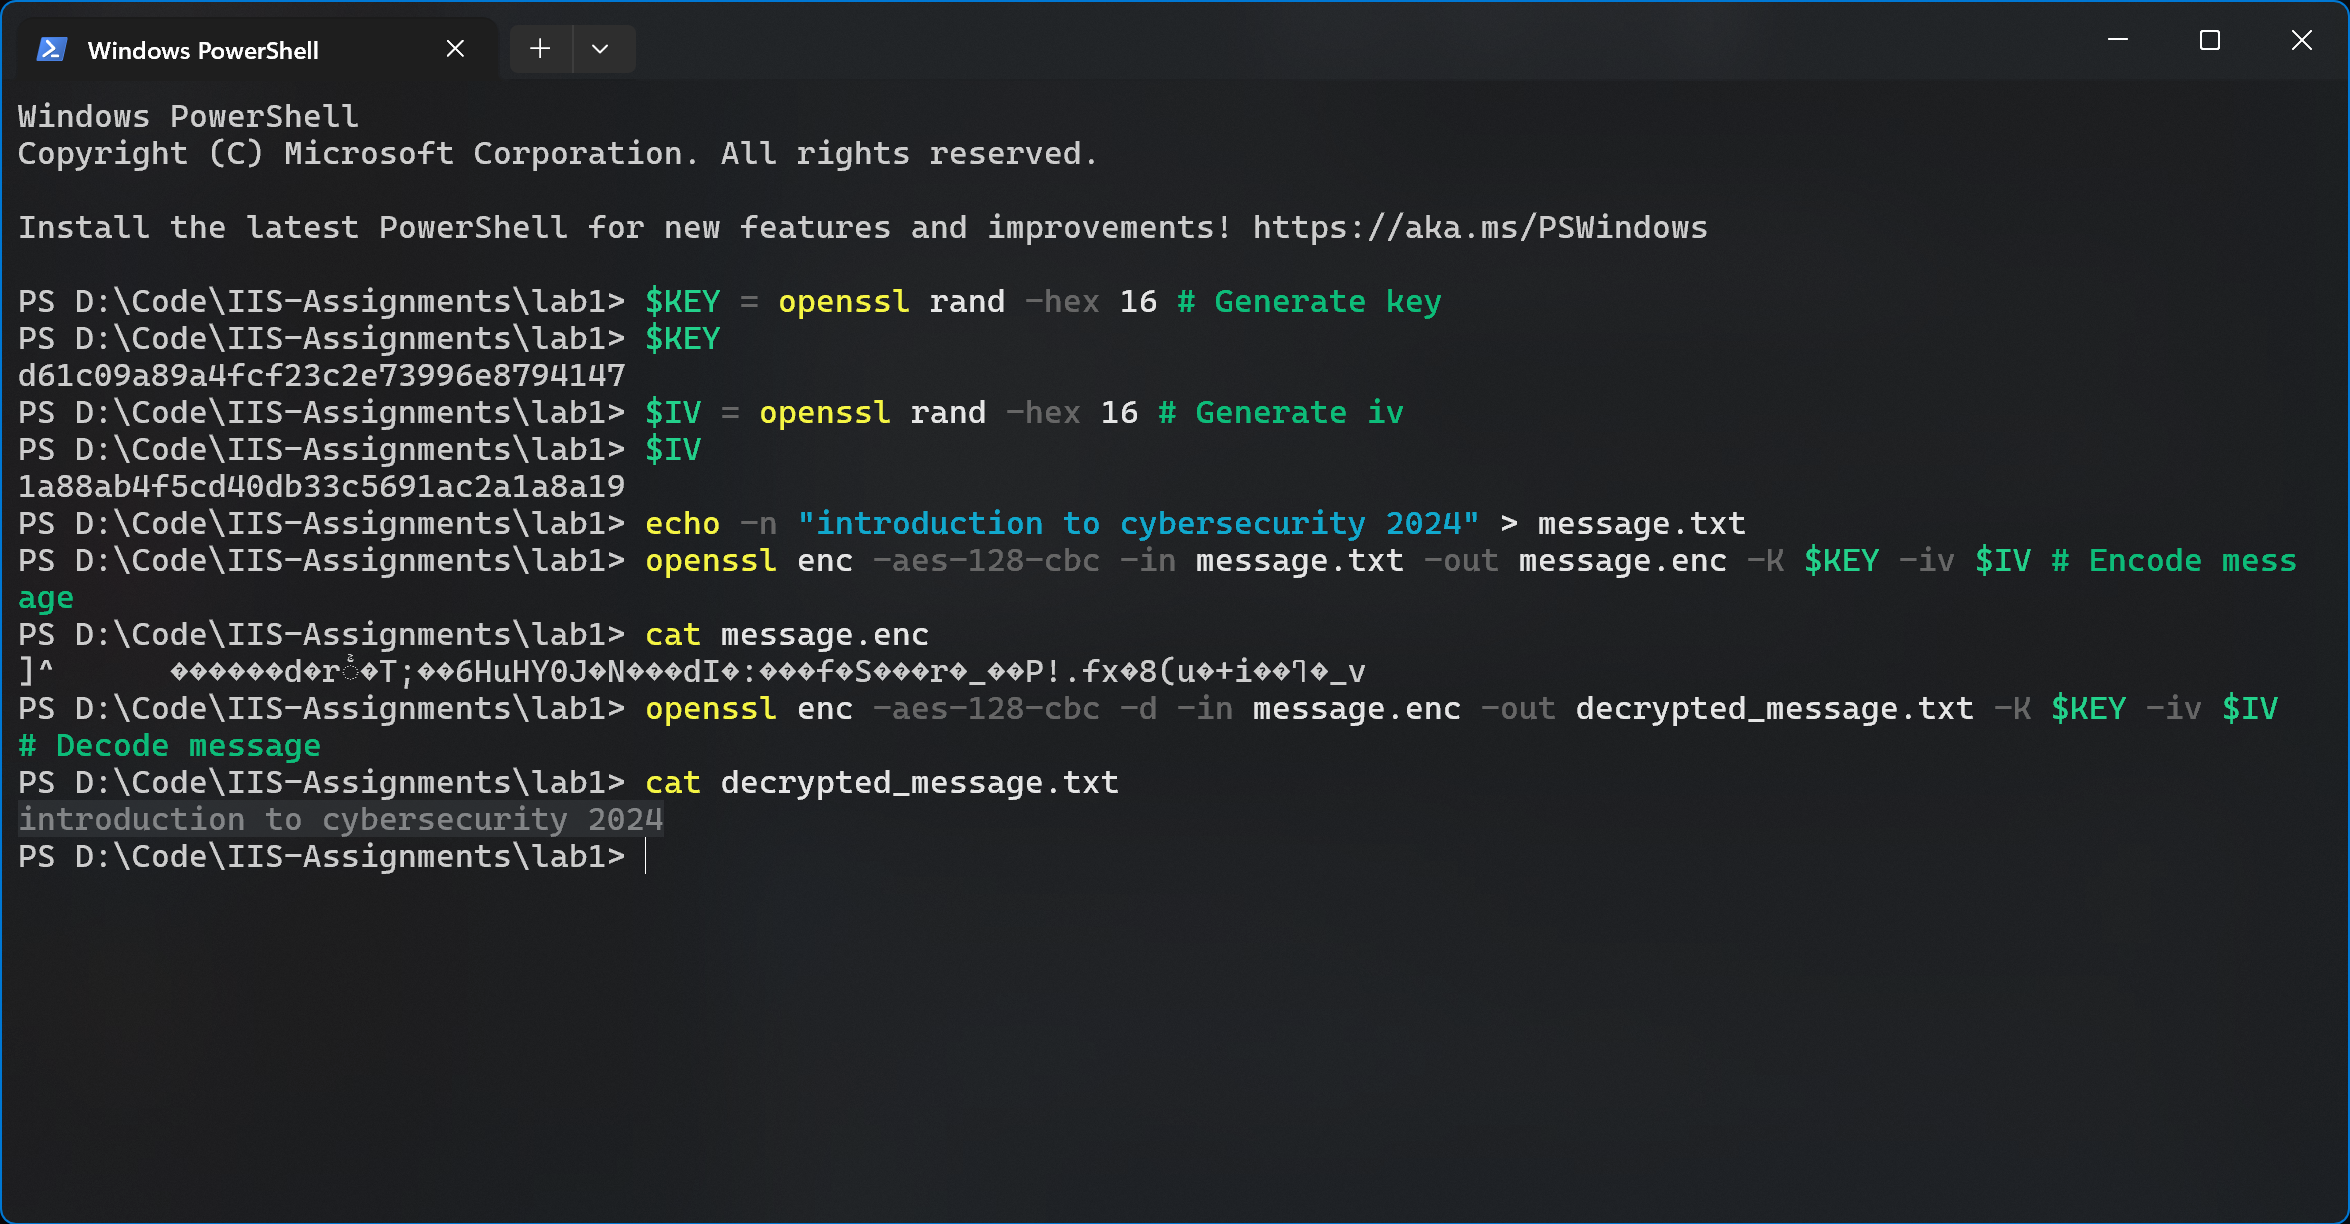 Windows PowerShell
Windows PowerShell
Copyright (C) Microsoft Corporation. All rights reserved.
Install the latest PowerShell for new features and improvements! https://aka.ms/PSWindows
PS D:\Code\IIS-Assignments\lab1> $KEY = openssl rand -hex 16 # Generate key
PS D:\Code\IIS-Assignments\lab1> $KEY
d61c09a89a4fcf23c2e73996e8794147
PS D:\Code\IIS-Assignments\lab1> $IV = openssl rand -hex 16 # Generate iv
PS D:\Code\IIS-Assignments\lab1> $IV
1a88ab4f5cd40db33c5691ac2a1a8a19
PS D:\Code\IIS-Assignments\lab1> echo -n "introduction to cybersecurity 2024" > message.txt
PS D:\Code\IIS-Assignments\lab1> openssl enc -aes-128-cbc -in message.txt -out message.enc -K $KEY -iv $IV # Encode mess
age
PS D:\Code\IIS-Assignments\lab1> cat message.enc
]^ ������d�r�T;��6HuHY0J�N���dI�:���f�S���r�_��P!.fx�8(u�+i��Ⴈ�_v
PS D:\Code\IIS-Assignments\lab1> openssl enc -aes-128-cbc -d -in message.enc -out decrypted_message.txt -K $KEY -iv $IV
# Decode message
PS D:\Code\IIS-Assignments\lab1> cat decrypted_message.txt
introduction to cybersecurity 2024
PS D:\Code\IIS-Assignments\lab1>